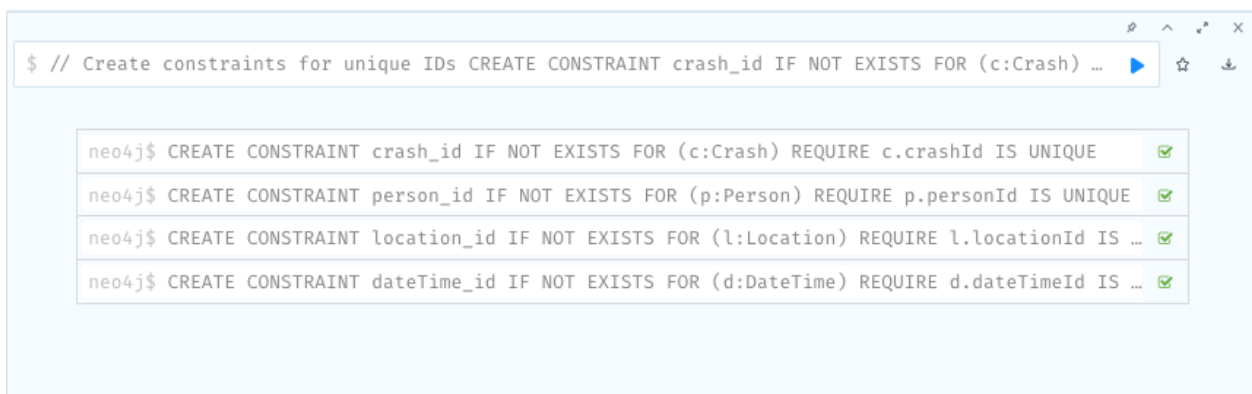 $ // Create constraints for unique IDs CREATE CONSTRAINT crash_id IF NOT EXISTS FOR (c:Crash) …
neo4j$ CREATE CONSTRAINT crash_id IF NOT EXISTS FOR (c:Crash) REQUIRE c.crashId IS UNIQUE
neo4j$ CREATE CONSTRAINT person_id IF NOT EXISTS FOR (p:Person) REQUIRE p.personId IS UNIQUE
neo4j$ CREATE CONSTRAINT location_id IF NOT EXISTS FOR (l:Location) REQUIRE l.locationId IS …
neo4j$ CREATE CONSTRAINT dateTime_id IF NOT EXISTS FOR (d:DateTime) REQUIRE d.dateTimeId IS …